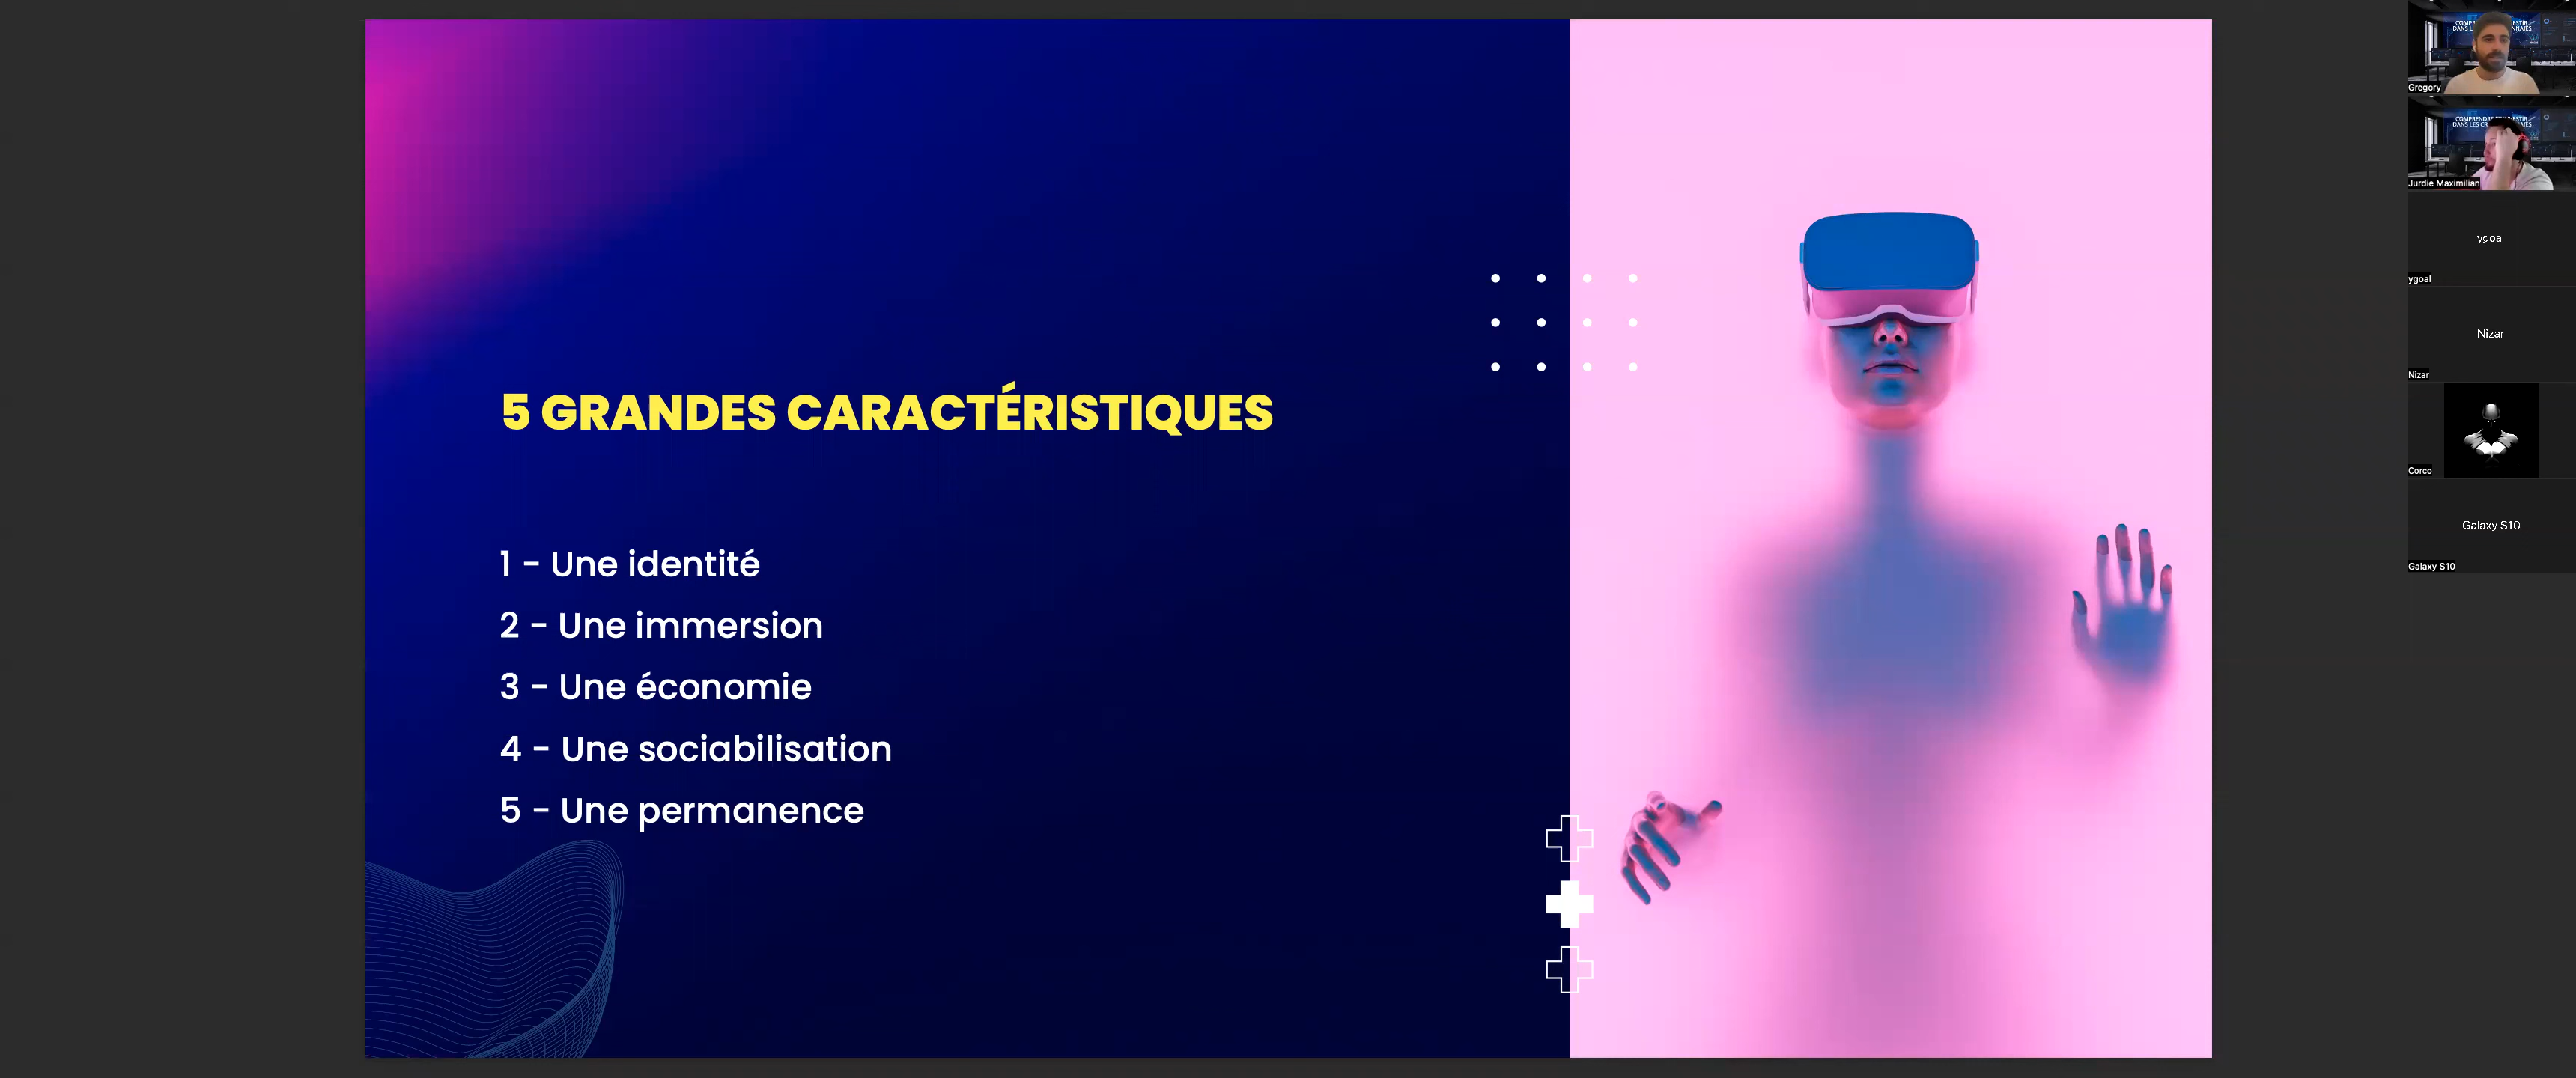 5 GRANDES CARACTÉRISTIQUES
1 - Une identité
2 - Une immersion
3 - Une économie
4 - Une sociabilisation
5 - Une permanence
Gregory
Jurdie Maximilian
ygoal
ygoal
Nizar
Nizar
Corco
Galaxy S10
Galaxy S10